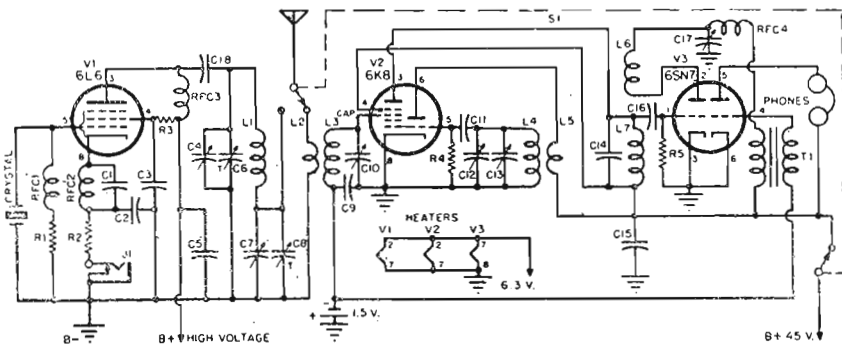 S1
V1
6L6
3
5
4
8
C18
RFC3
R3
CRYSTAL
RFC1
RFC2
R1
R2
C1
C2
C3
J1
B-
B+ HIGH VOLTAGE
C4
T
C6
C5
L1
C7
C8
T
L2
L3
V2
6K8
3
6
CAP
4
5
8
C10
C9
C11
R4
C12
C13
L4
L5
HEATERS
V1
V2
V3
2
2
7
7
7
8
6.3 V.
+
-
1.5 V.
C14
C15
L6
L7
C16
R5
C17
RFC4
V3
6SN7
2
5
1
4
3
6
PHONES
T1
B+ 45 V.